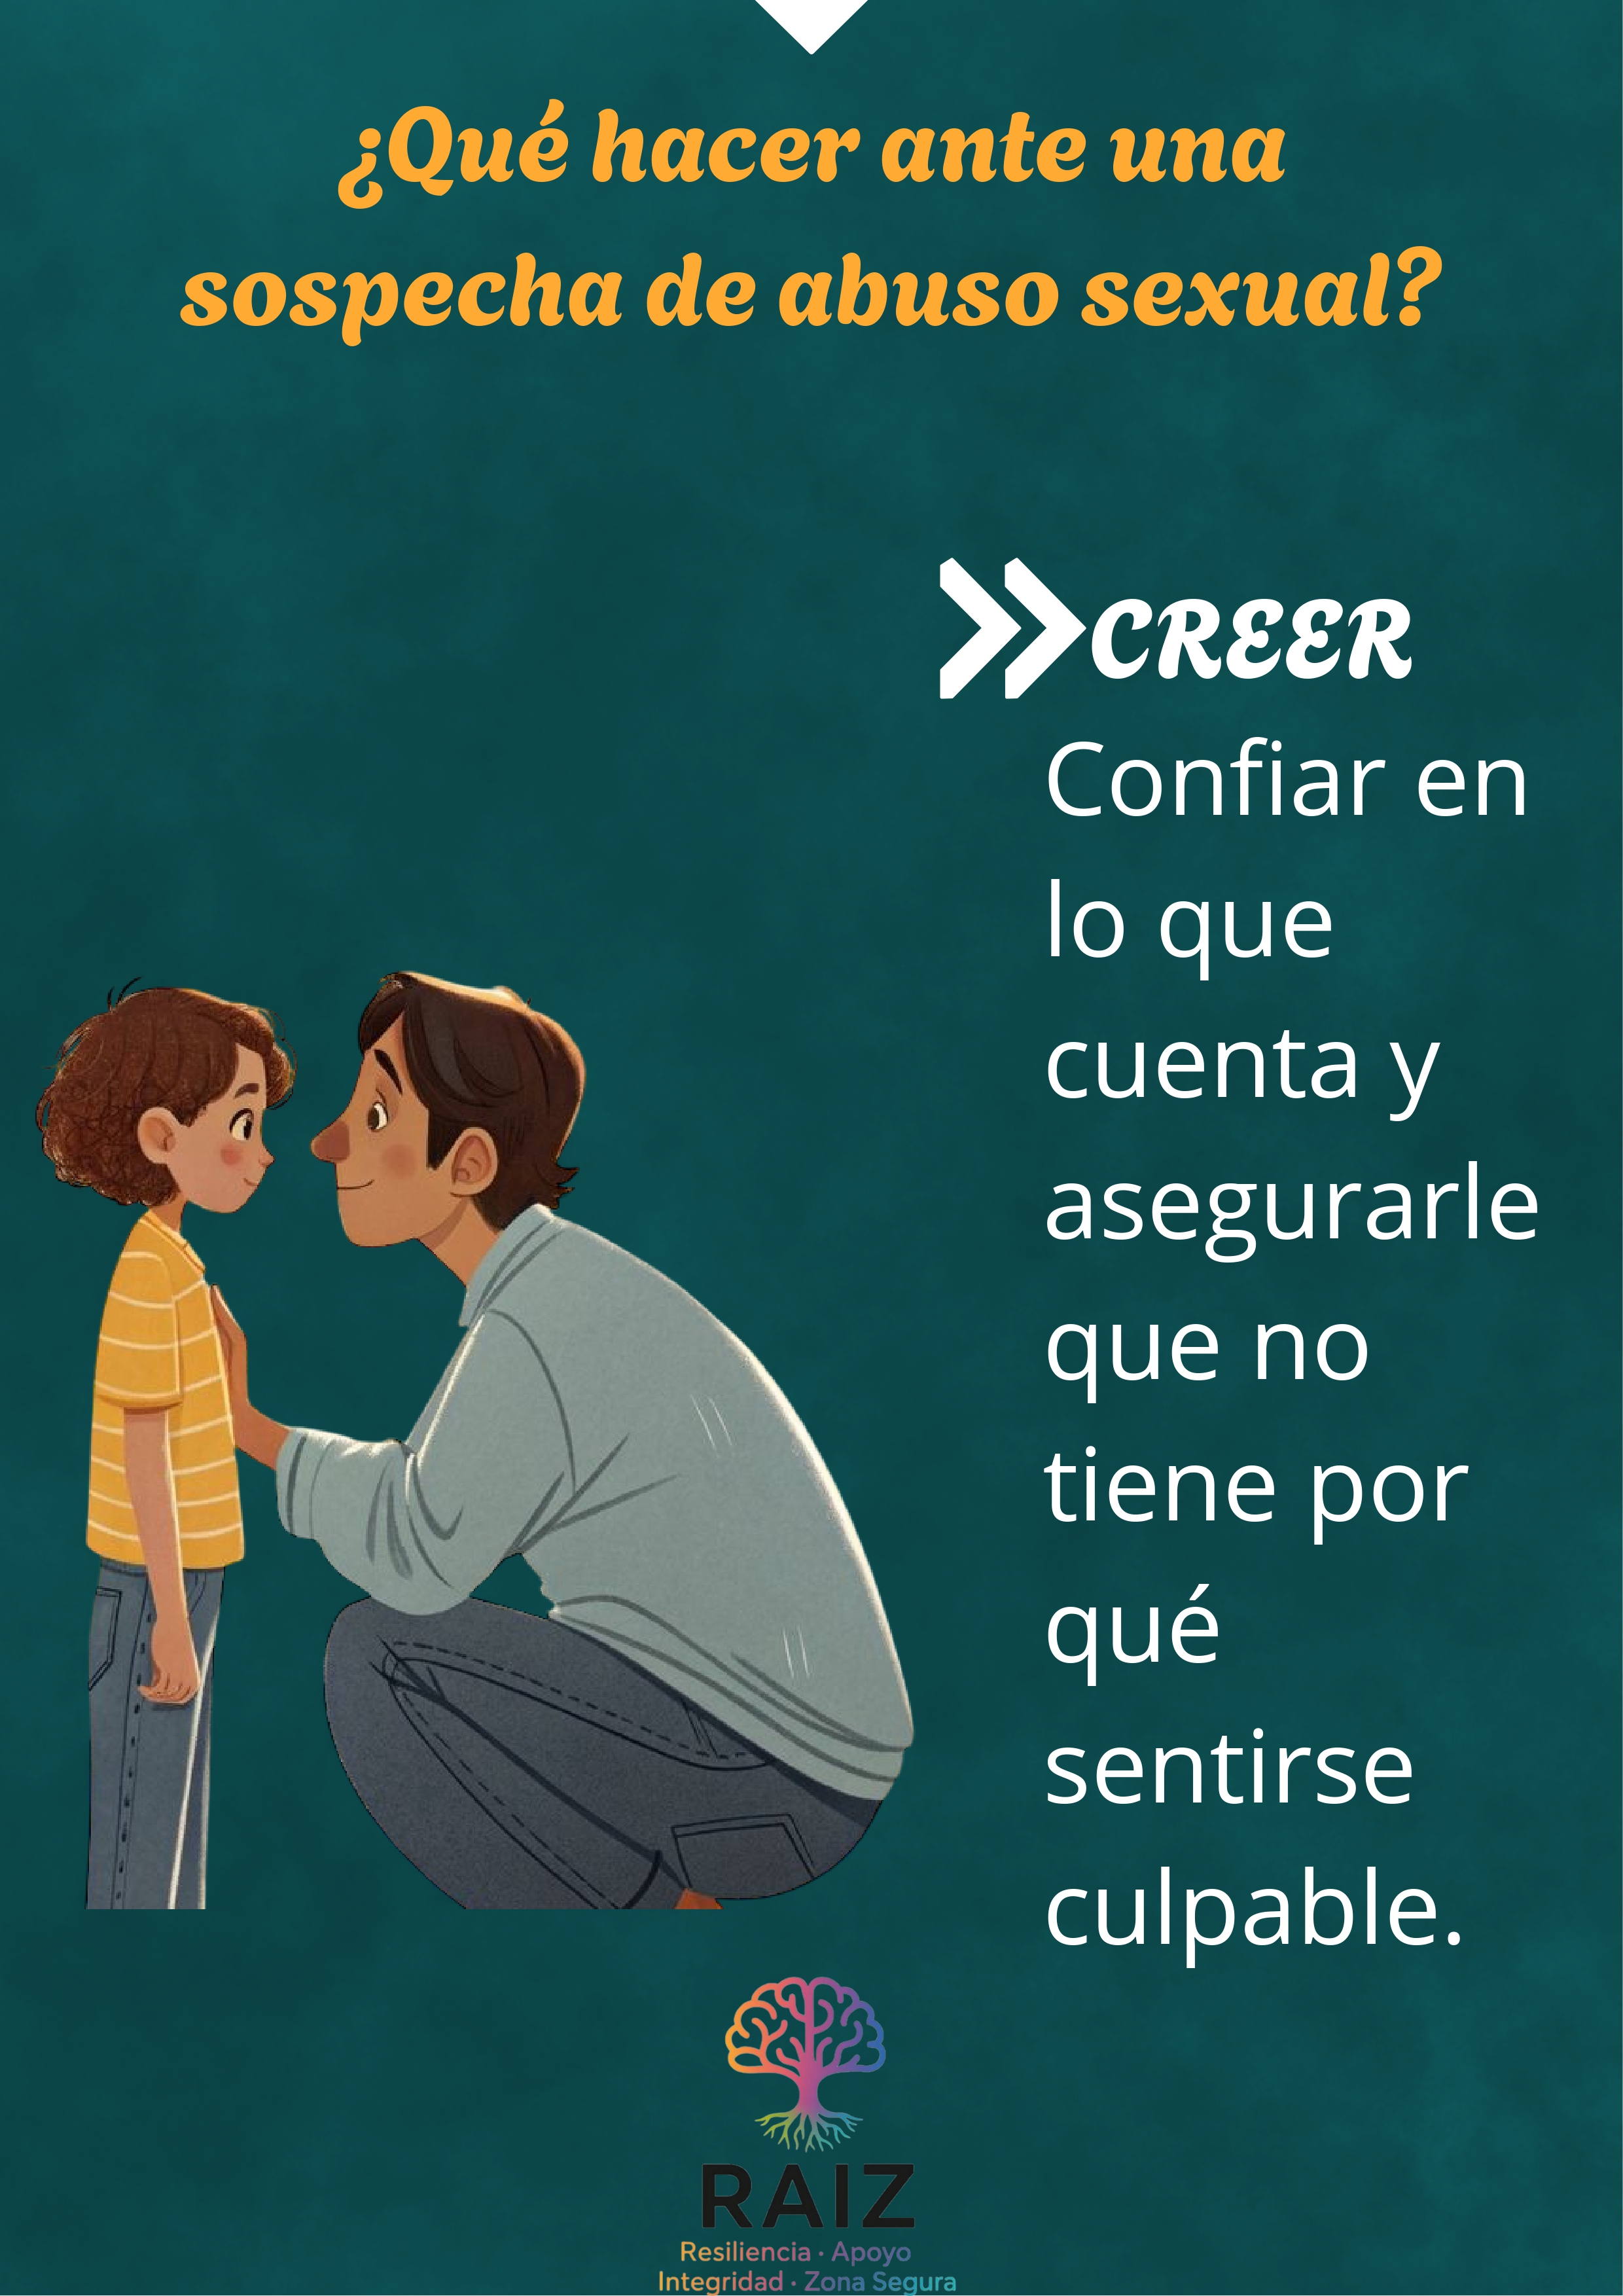 ¿Qué hacer ante una
sospecha de abuso sexual?
CREER
Confiar en
lo que
cuenta y
asegurarle
que no
tiene por
qué
sentirse
culpable.
RAIZ
Resiliencia · Apoyo
Integridad · Zona Segura